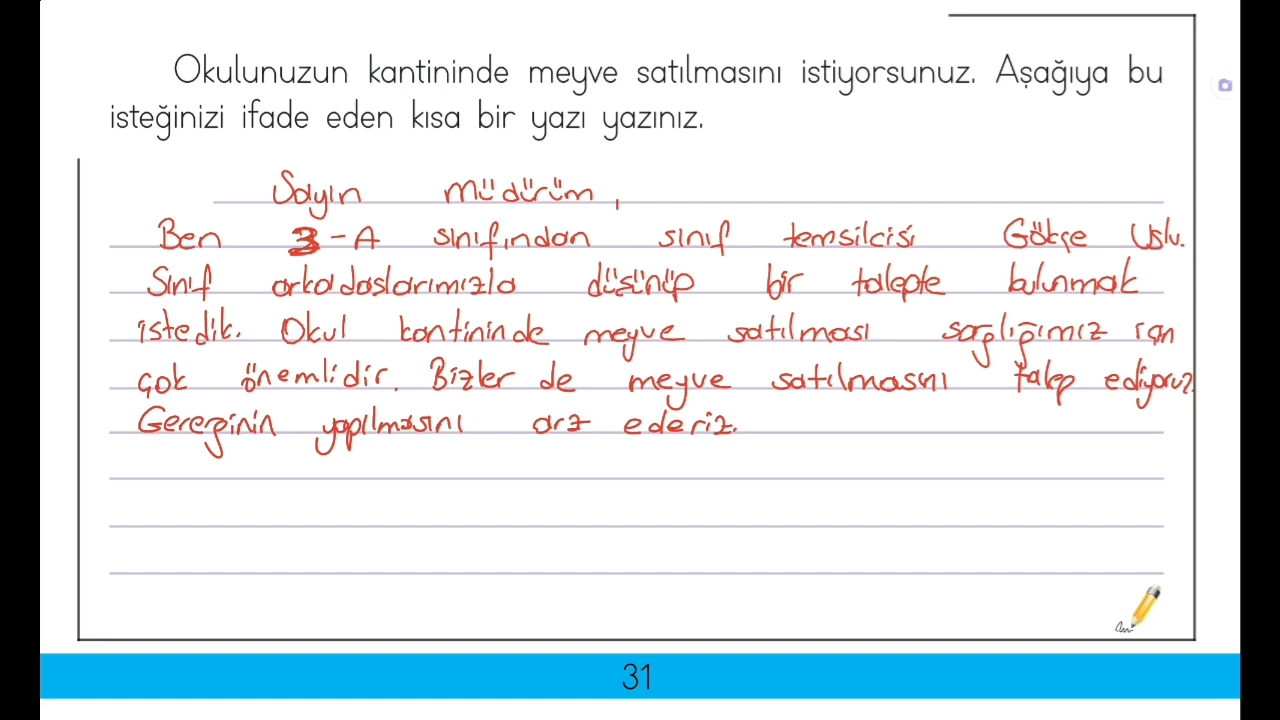 Okulunuzun kantininde meyve satılmasını istiyorsunuz. Aşağıya bu
isteğinizi ifade eden kısa bir yazı yazınız.
Sayın müdürüm,
Ben 3-A sınıfından sınıf temsilcisi Gökçe Uslu.
Sınıf arkadaslarımızla düsünüp bir talepte bulunmak
istedik. Okul kantininde meyve satılması sağlığımız için
çok önemlidir. Bizler de meyve satılmasını talep ediyoruz.
Gereğinin yapılmasını arz ederiz.
31